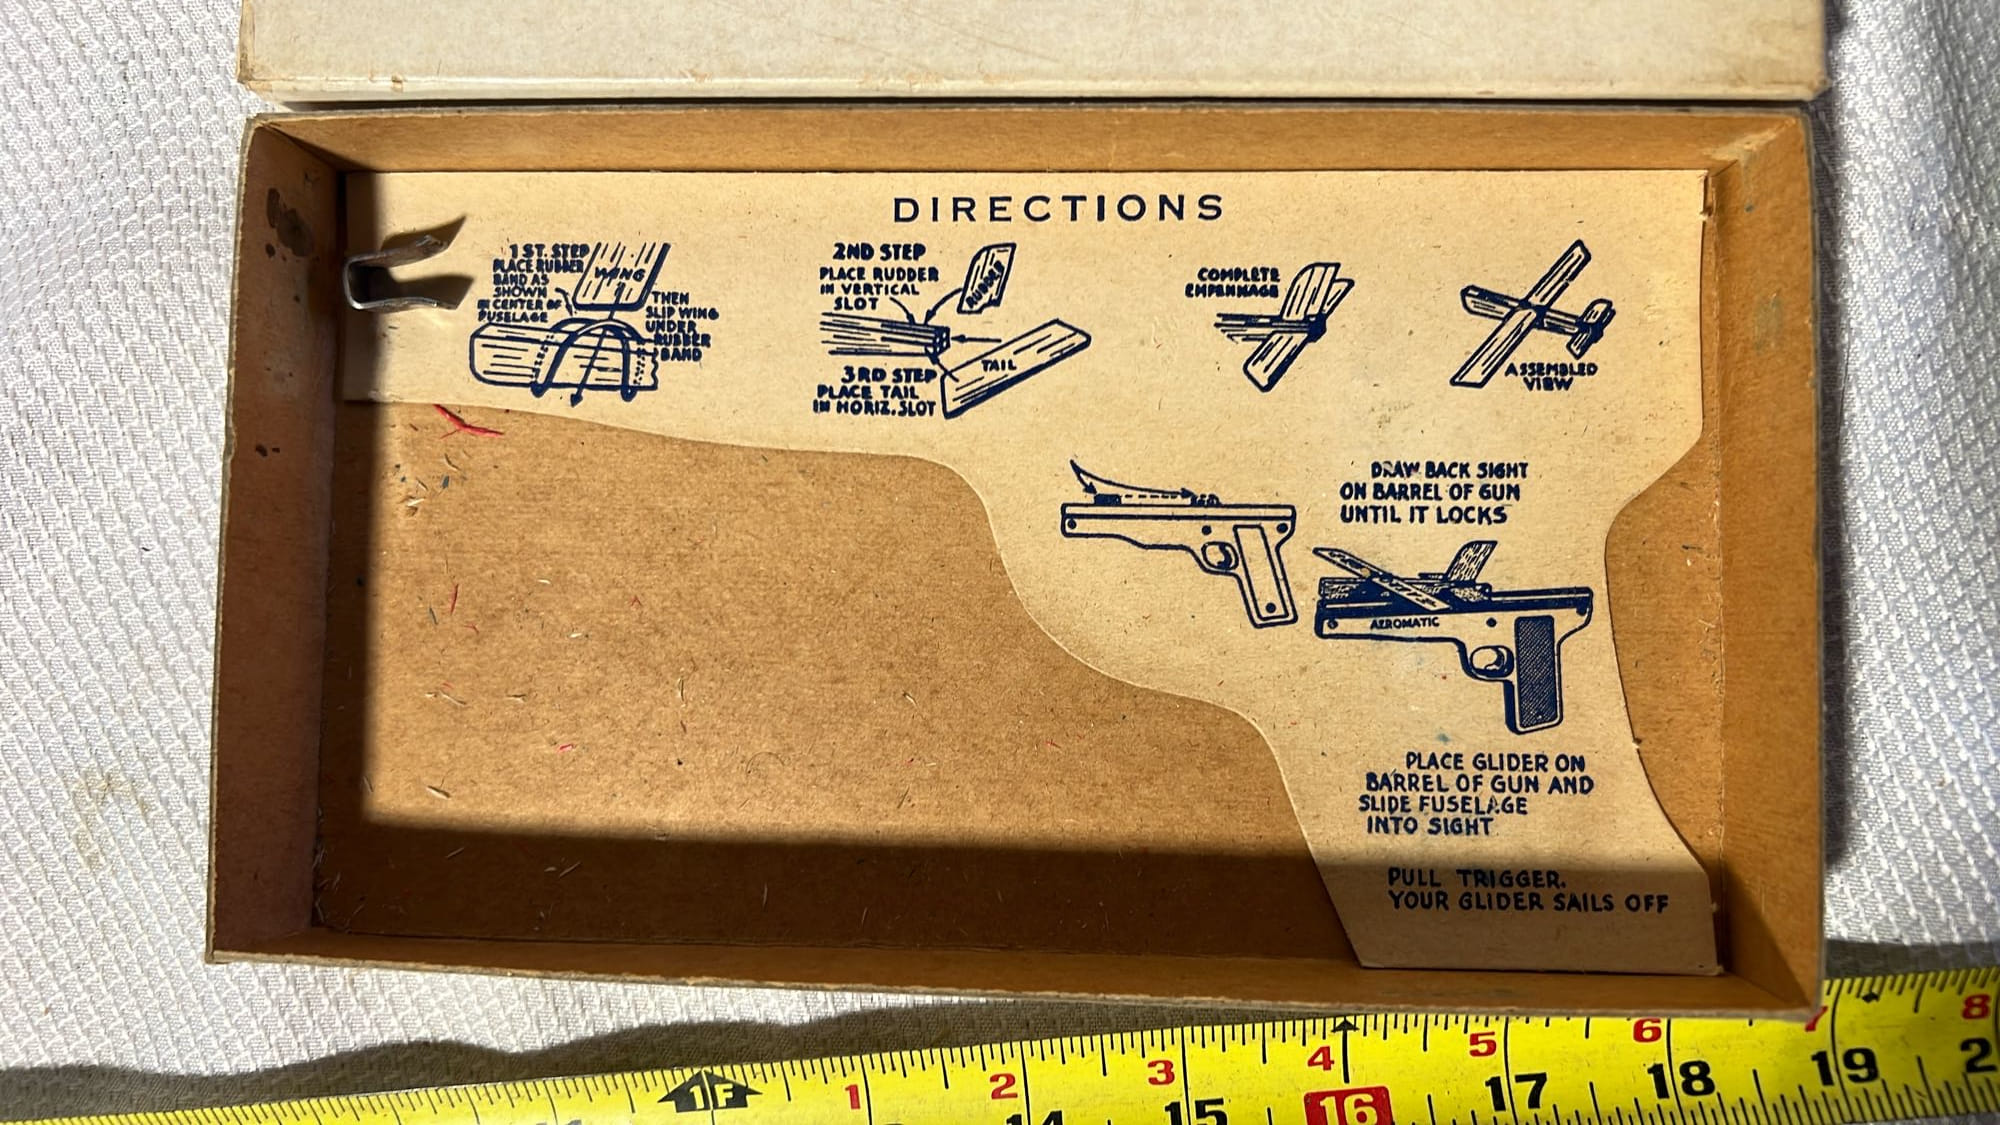 DIRECTIONS
1ST. STEP
PLACE RUBBER
BAND AS
SHOWN
IN CENTER OF
FUSELAGE
WING
THEN
SLIP WING
UNDER
RUBBER
BAND
2ND STEP
PLACE RUDDER
IN VERTICAL
SLOT
RUDDER
TAIL
3RD STEP
PLACE TAIL
IN HORIZ. SLOT
COMPLETE
EMPENNAGE
ASSEMBLED
VIEW
DRAW BACK SIGHT
ON BARREL OF GUN
UNTIL IT LOCKS
AEROMATIC
PLACE GLIDER ON
BARREL OF GUN AND
SLIDE FUSELAGE
INTO SIGHT
PULL TRIGGER.
YOUR GLIDER SAILS OFF
1F 1 2 3 4 5 6 7 8
14 15 16 17 18 19